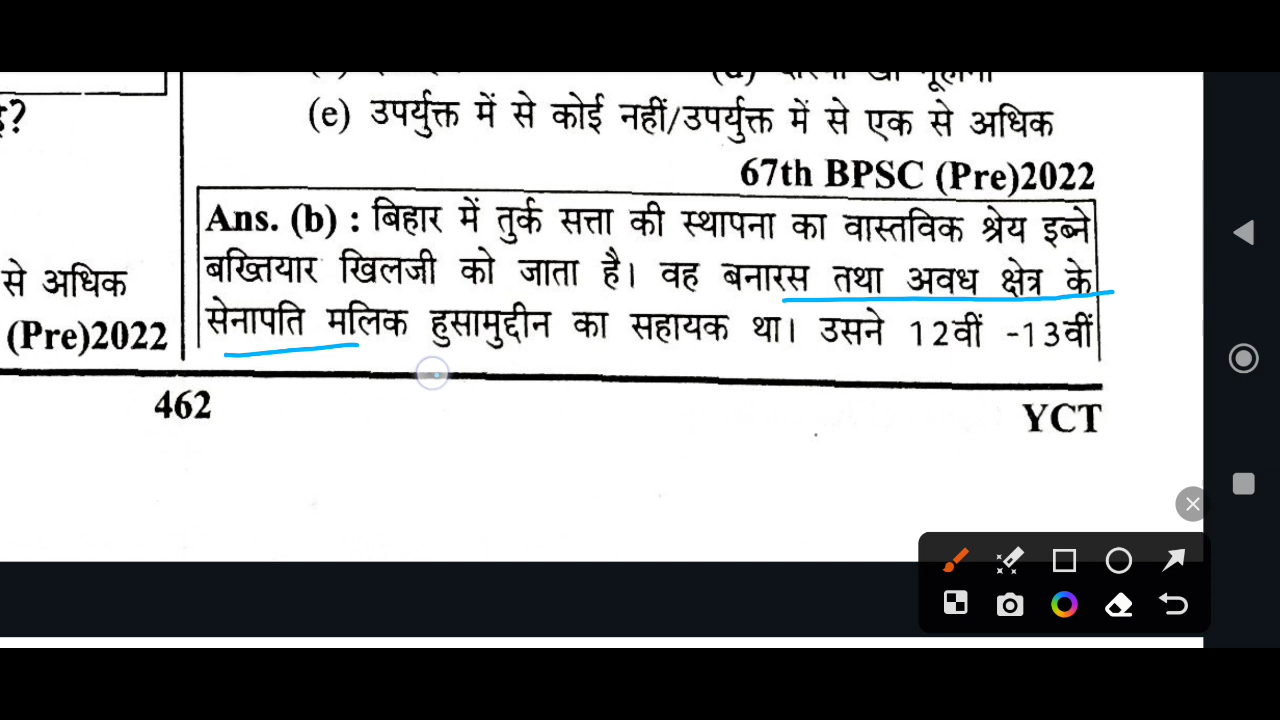 है?
(e) उपर्युक्त में से कोई नहीं/उपर्युक्त में से एक से अधिक
67th BPSC (Pre)2022
Ans. (b) : बिहार में तुर्क सत्ता की स्थापना का वास्तविक श्रेय इब्ने
बख्तियार खिलजी को जाता है। वह बनारस तथा अवध क्षेत्र के
सेनापति मलिक हुसामुद्दीन का सहायक था। उसने 12वीं -13वीं
से अधिक
(Pre)2022
462
YCT